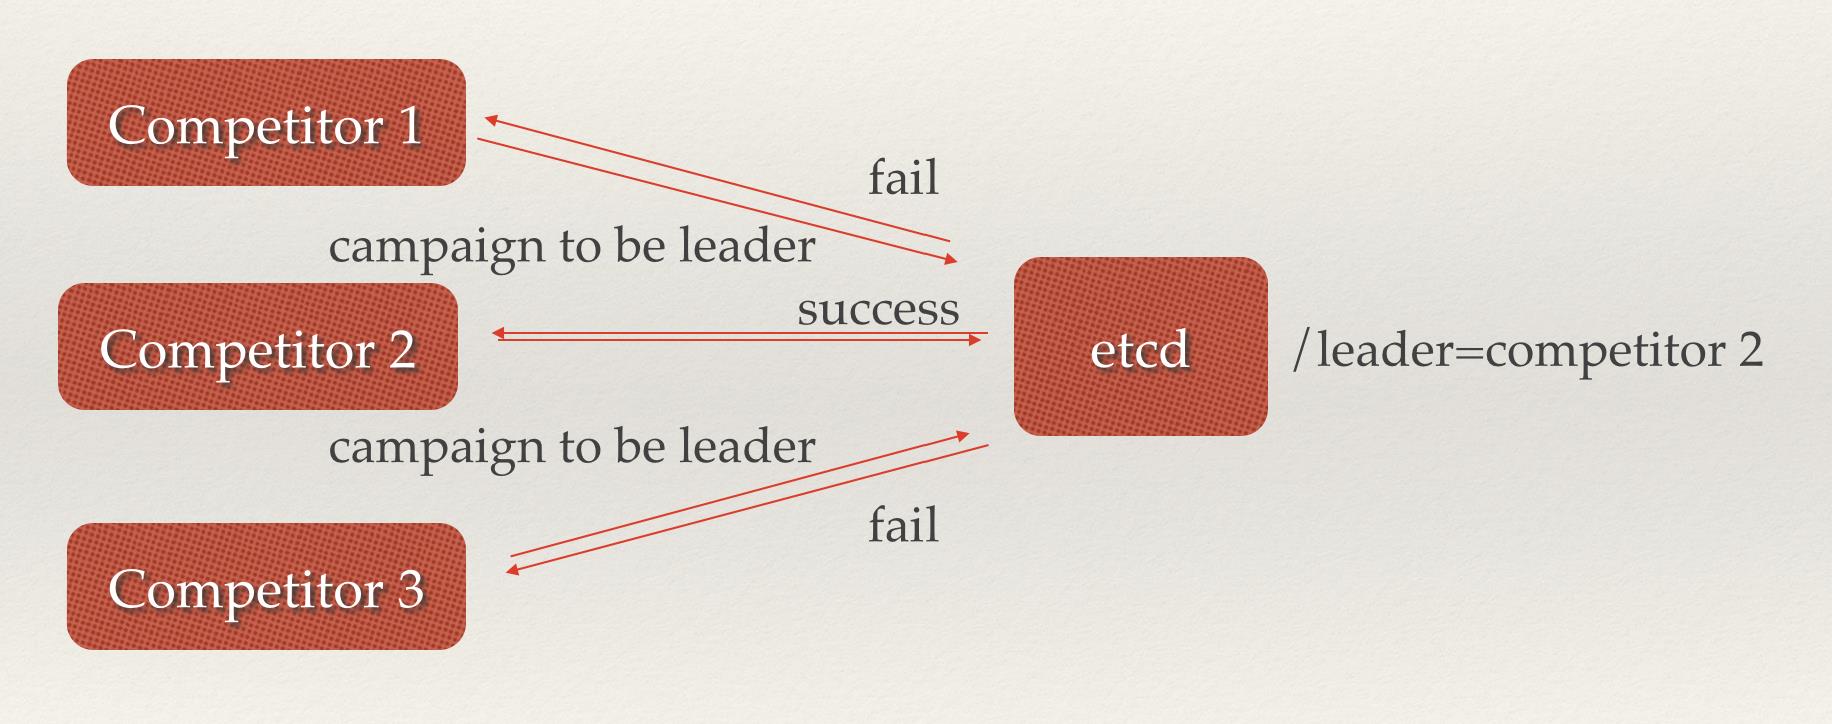 Competitor 1
fail
campaign to be leader
success
Competitor 2
etcd
/leader=competitor 2
campaign to be leader
fail
Competitor 3